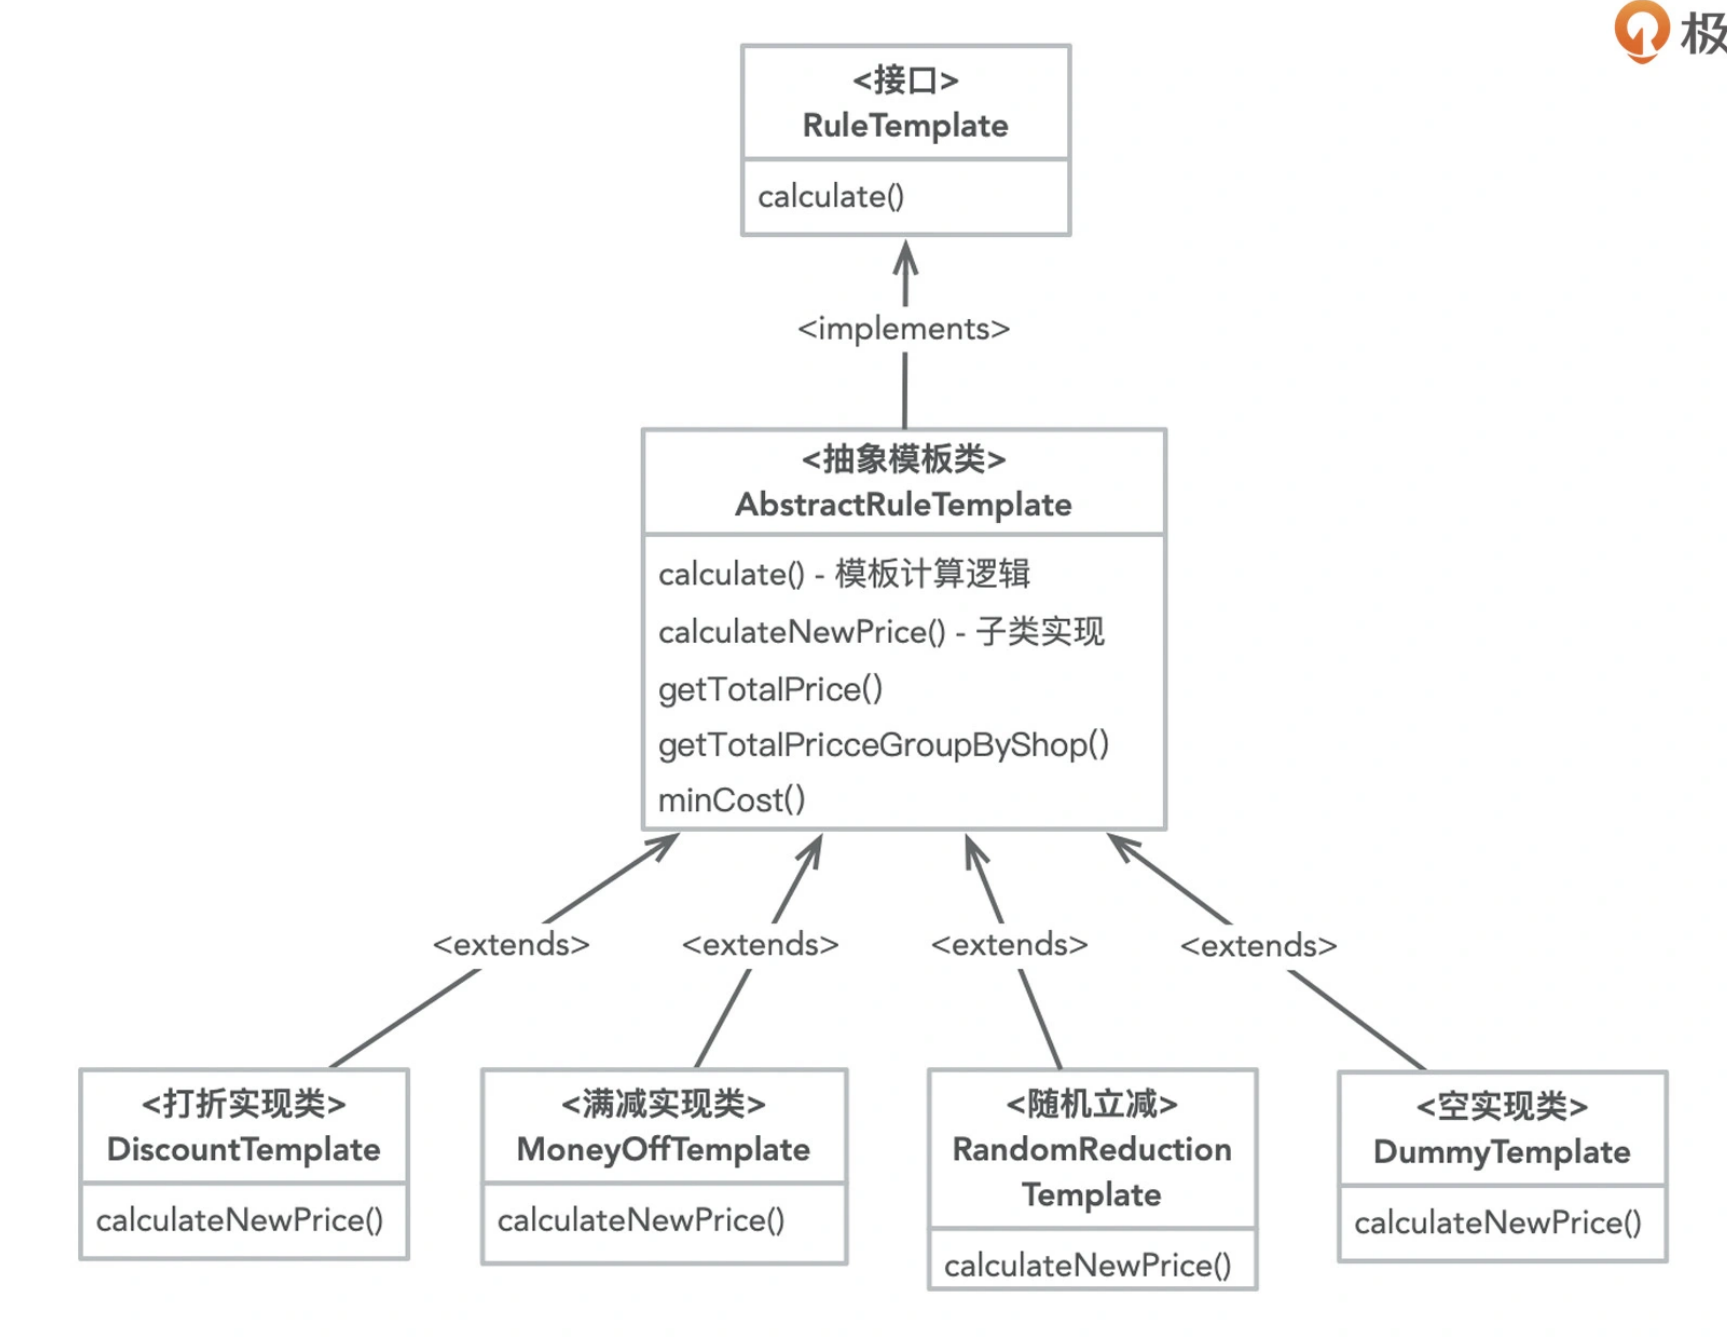 极
<接口>
RuleTemplate
calculate()
<implements>
<抽象模板类>
AbstractRuleTemplate
calculate() - 模板计算逻辑
calculateNewPrice() - 子类实现
getTotalPrice()
getTotalPricceGroupByShop()
minCost()
<extends>
<extends>
<extends>
<extends>
<打折实现类>
DiscountTemplate
calculateNewPrice()
<满减实现类>
MoneyOffTemplate
calculateNewPrice()
<随机立减>
RandomReduction
Template
calculateNewPrice()
<空实现类>
DummyTemplate
calculateNewPrice()